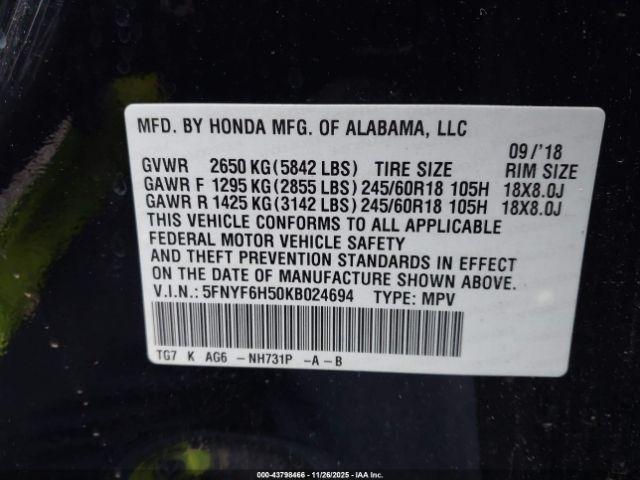 MFD. BY HONDA MFG. OF ALABAMA, LLC
09/'18
GVWR 2650 KG (5842 LBS) TIRE SIZE RIM SIZE
GAWR F 1295 KG (2855 LBS) 245/60R18 105H 18X8.0J
GAWR R 1425 KG (3142 LBS) 245/60R18 105H 18X8.0J
THIS VEHICLE CONFORMS TO ALL APPLICABLE
FEDERAL MOTOR VEHICLE SAFETY
AND THEFT PREVENTION STANDARDS IN EFFECT
ON THE DATE OF MANUFACTURE SHOWN ABOVE.
V.I.N.: 5FNYF6H50KB024694 TYPE: MPV
TG7 K AG6 -NH731P -A-B
000-43798466 - 11/26/2025 - IAA Inc.